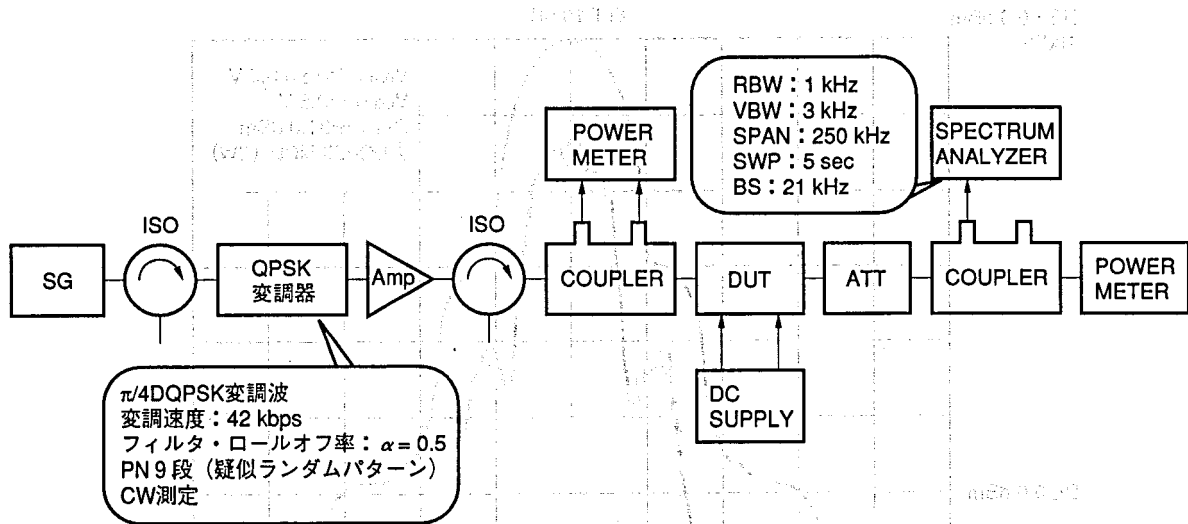 RBW：1 kHz
VBW：3 kHz
SPAN：250 kHz
SWP：5 sec
BS：21 kHz
POWER
METER
SPECTRUM
ANALYZER
ISO
ISO
SG
QPSK
変調器
Amp
COUPLER
DUT
ATT
COUPLER
POWER
METER
DC
SUPPLY
π/4DQPSK変調波
変調速度：42 kbps
フィルタ・ロールオフ率：α＝0.5
PN 9 段（疑似ランダムパターン）
CW測定